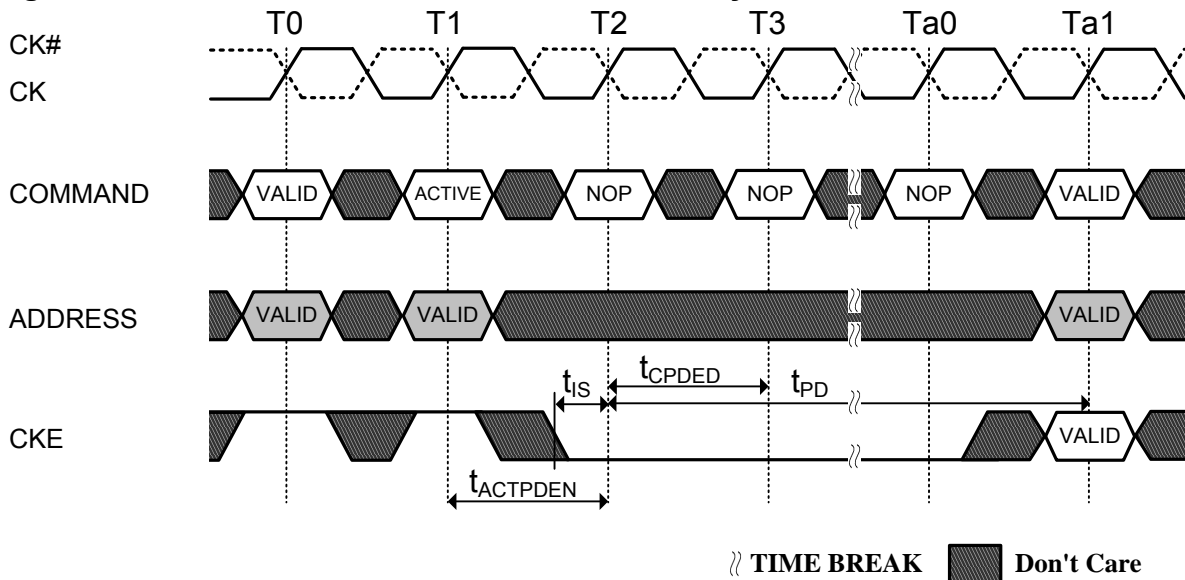 T0 T1 T2 T3 Ta0 Ta1
CK#
CK
COMMAND VALID ACTIVE NOP NOP NOP VALID
ADDRESS VALID VALID VALID
tIS tCPDED tPD
CKE VALID
tACTPDEN
TIME BREAK Don't Care